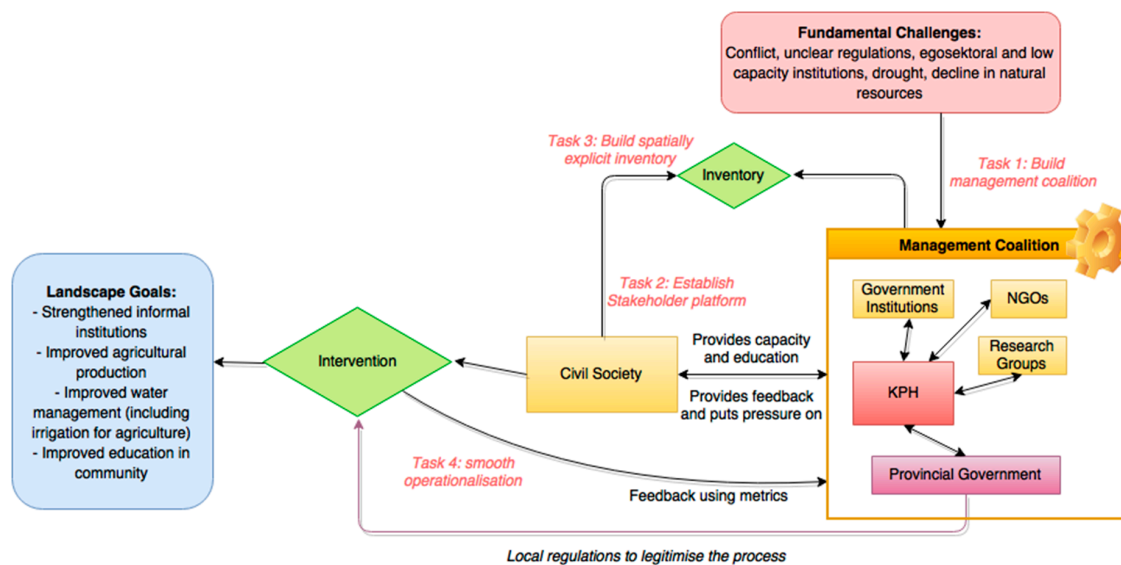 Fundamental Challenges:
Conflict, unclear regulations, egosektoral and low
capacity institutions, drought, decline in natural
resources
Task 3: Build spatially
explicit inventory
Inventory
Task 1: Build
management coalition
Management Coalition
Landscape Goals:
- Strengthened informal
institutions
- Improved agricultural
production
- Improved water
management (including
irrigation for agriculture)
- Improved education in
community
Task 2: Establish
Stakeholder platform
Government
Institutions
NGOs
Research
Groups
Intervention
Civil Society
Provides capacity
and education
Provides feedback
and puts pressure on
KPH
Provincial Government
Task 4: smooth
operationalisation
Feedback using metrics
Local regulations to legitimise the process